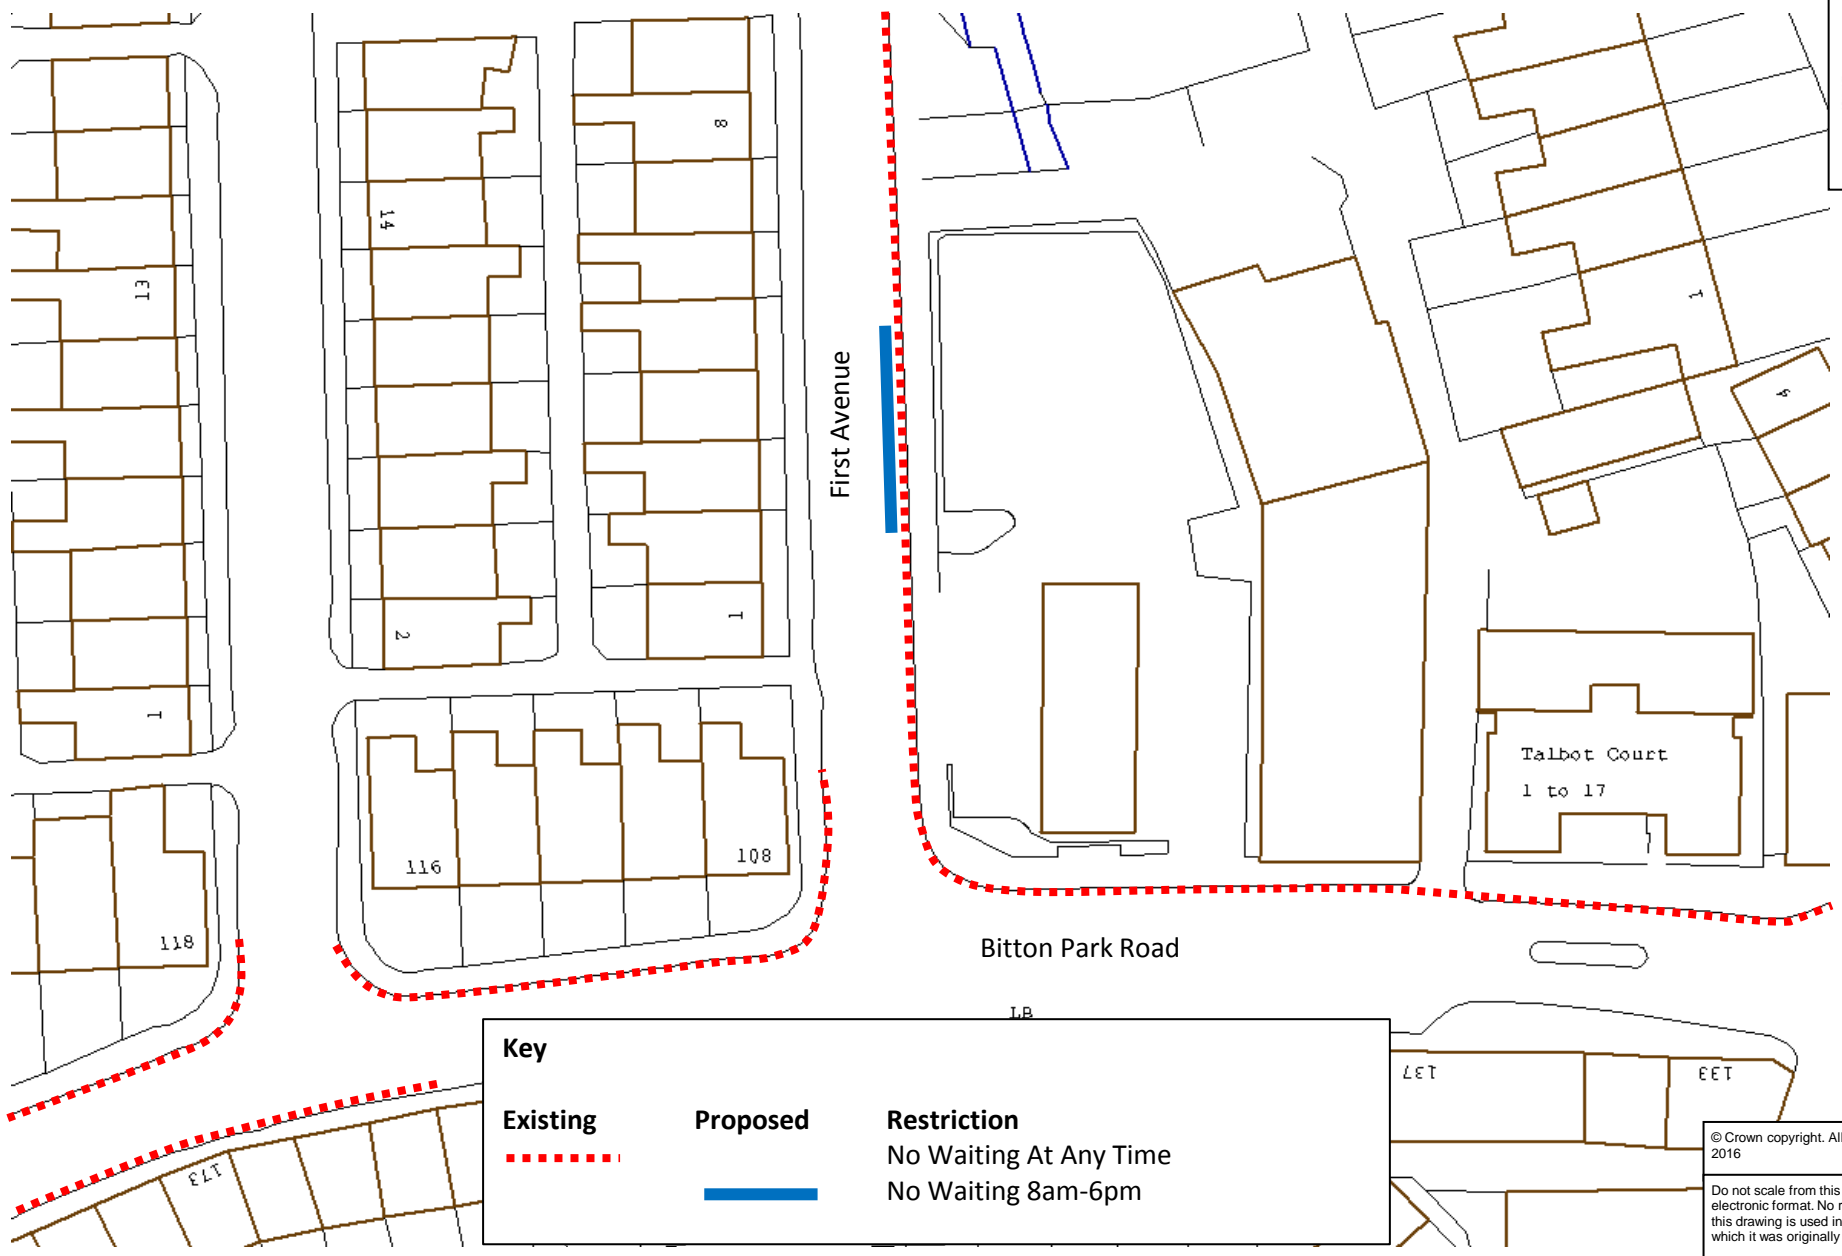 8
14
13
1
4
First Avenue
1
2
1
Talbot Court
1 to 17
116
108
118
Bitton Park Road
LB
137
133
173
Key
Existing Proposed Restriction
No Waiting At Any Time
No Waiting 8am-6pm
© Crown copyright. Al
2016
Do not scale from this
electronic format. No r
this drawing is used in
which it was originally